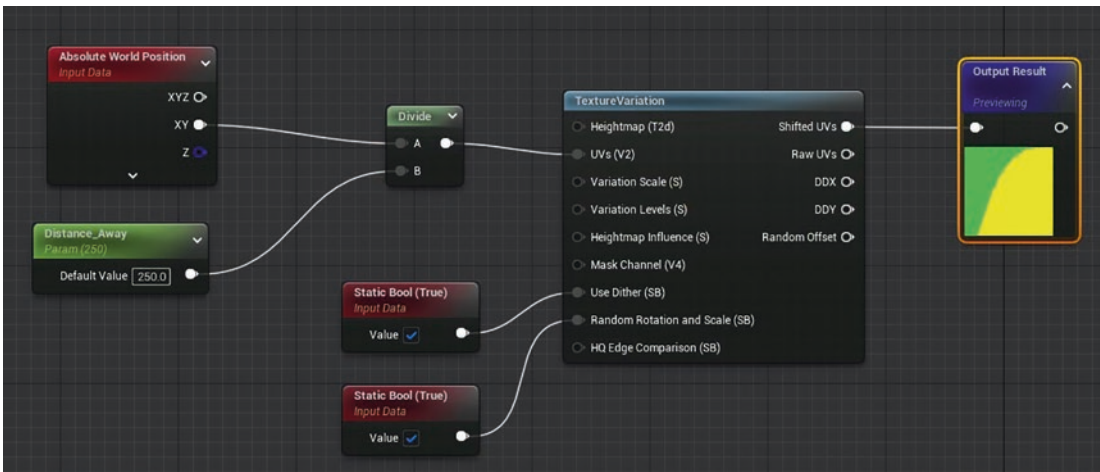 Absolute World Position
Input Data
XYZ
XY
Z
Distance_Away
Param (250)
Default Value 250.0
Divide
A
B
Static Bool (True)
Input Data
Value
Static Bool (True)
Input Data
Value
TextureVariation
Heightmap (T2d) Shifted UVs
UVs (V2) Raw UVs
Variation Scale (S) DDX
Variation Levels (S) DDY
Heightmap Influence (S) Random Offset
Mask Channel (V4)
Use Dither (SB)
Random Rotation and Scale (SB)
HQ Edge Comparison (SB)
Output Result
Previewing